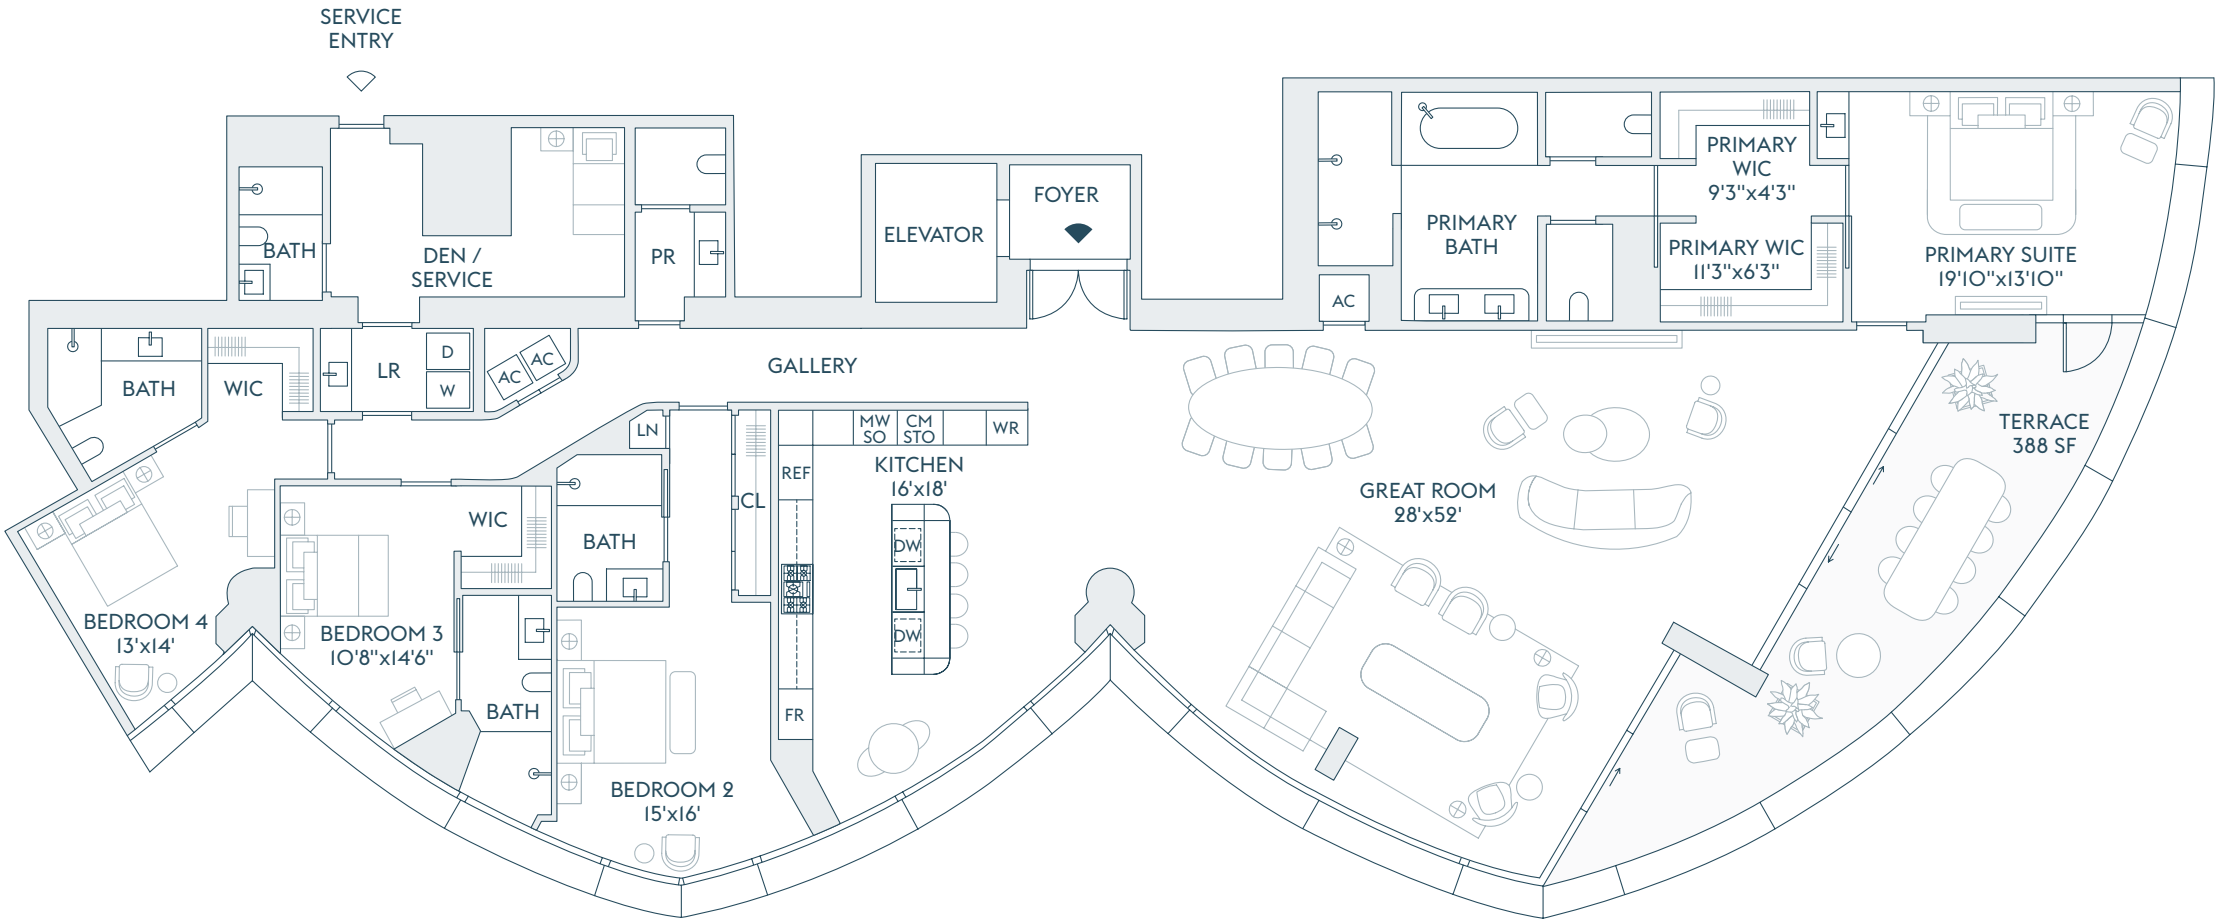 SERVICE
ENTRY
BATH
DEN /
SERVICE
PR
ELEVATOR
FOYER
PRIMARY
BATH
AC
PRIMARY
WIC
9'3"x4'3"
PRIMARY WIC
11'3"x6'3"
PRIMARY SUITE
19'10"x13'10"
BATH
WIC
LR
D
W
AC
AC
GALLERY
TERRACE
388 SF
LN
CL
MW
SO
CM
STO
WR
REF
KITCHEN
16'x18'
GREAT ROOM
28'x52'
WIC
BATH
DW
DW
BEDROOM 4
13'x14'
BEDROOM 3
10'8"x14'6"
BATH
FR
BEDROOM 2
15'x16'